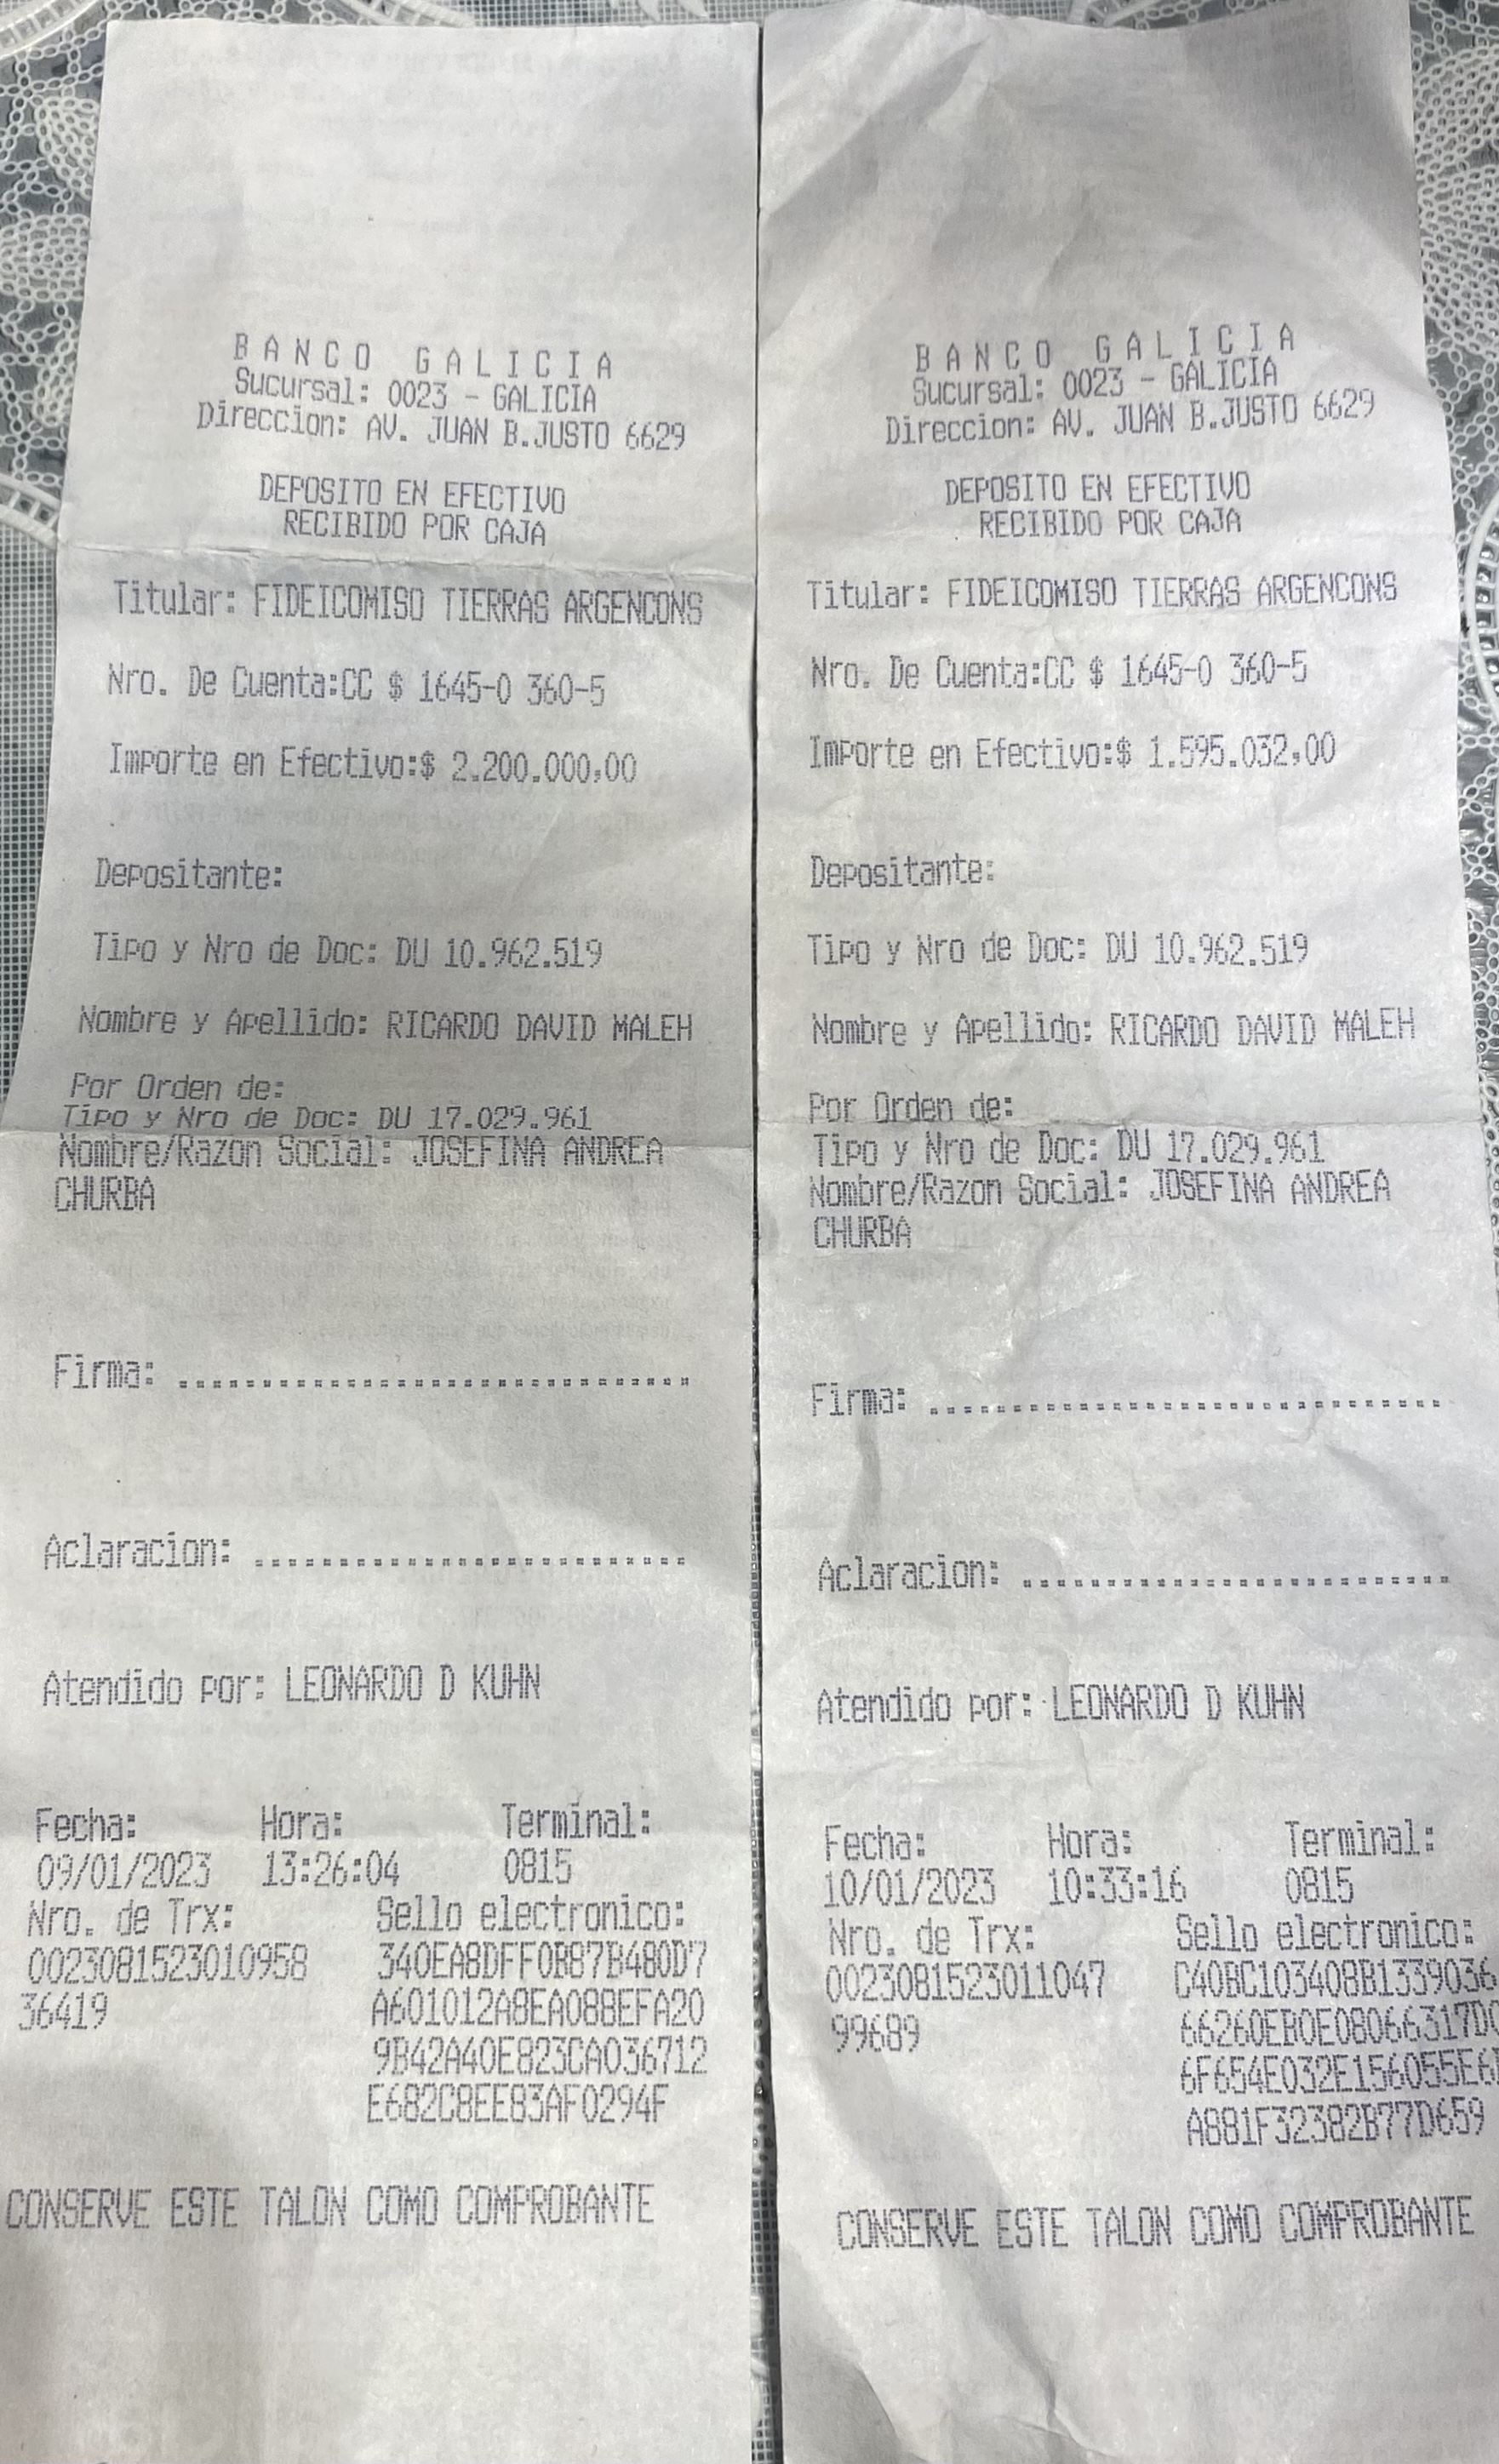 BANCO GALICIA
Sucursal: 0023 - GALICIA
Direccion: AV. JUAN B.JUSTO 6629
DEPOSITO EN EFECTIVO
RECIBIDO POR CAJA
Titular: FIDEICOMISO TIERRAS ARGENCONS
Nro. De Cuenta:CC $ 1645-0 360-5
Importe en Efectivo:$ 2.200.000,00
Depositante:
Tipo y Nro de Doc: DU 10.962.519
Nombre y Apellido: RICARDO DAVID MALEH
Por Orden de:
Tipo y Nro de Doc: DU 17.029.961
Nombre/Razon Social: JOSEFINA ANDREA
CHURBA
Firma: ...............................
Aclaracion: ..........................
Atendido por: LEONARDO D KUHN
Fecha: Hora: Terminal:
09/01/2023 13:26:04 0815
Nro. de Trx: Sello electronico:
0023081523010958 340EA8DFF0B87B480D7
36419 A601012A8EA088EFA20
9B42A40E823CA036712
E682C8EE83AF0294F
CONSERVE ESTE TALON COMO COMPROBANTE
BANCO GALICIA
Sucursal: 0023 - GALICIA
Direccion: AV. JUAN B.JUSTO 6629
DEPOSITO EN EFECTIVO
RECIBIDO POR CAJA
Titular: FIDEICOMISO TIERRAS ARGENCONS
Nro. De Cuenta:CC $ 1645-0 360-5
Importe en Efectivo:$ 1.595.032,00
Depositante:
Tipo y Nro de Doc: DU 10.962.519
Nombre y Apellido: RICARDO DAVID MALEH
Por Orden de:
Tipo y Nro de Doc: DU 17.029.961
Nombre/Razon Social: JOSEFINA ANDREA
CHURBA
Firma: ...............................
Aclaracion: ..........................
Atendido por: LEONARDO D KUHN
Fecha: Hora: Terminal:
10/01/2023 10:33:16 0815
Nro. de Trx: Sello electronico:
0023081523011047 C40BC103408B1339036
99689
A881F32382B77D659
CONSERVE ESTE TALON COMO COMPROBANTE